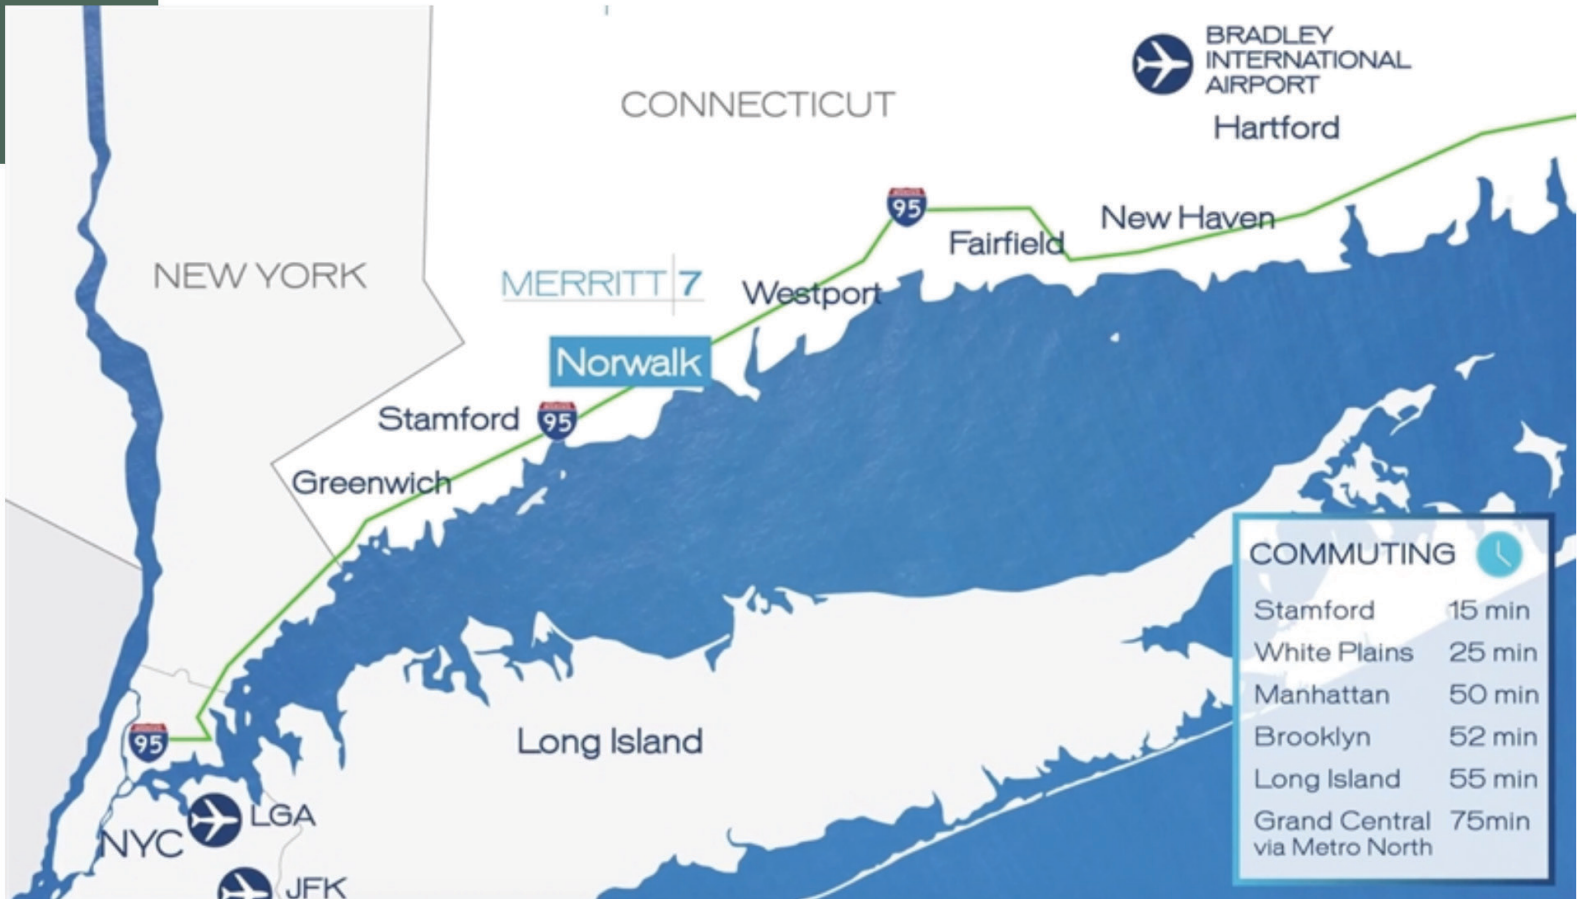 BRADLEY
INTERNATIONAL
AIRPORT
CONNECTICUT
Hartford
95
New Haven
Fairfield
NEW YORK
MERRITT 7
Westport
Norwalk
Stamford
95
Greenwich
COMMUTING
Stamford 15 min
White Plains 25 min
Manhattan 50 min
Brooklyn 52 min
Long Island 55 min
Grand Central 75min
via Metro North
Long Island
95
LGA
NYC
JFK